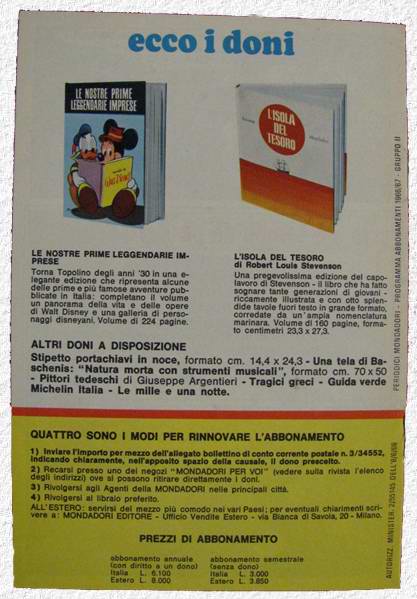 ecco i doni
LE NOSTRE PRIME
LEGGENDARIE IMPRESE
WALT DISNEY
L'ISOLA
DEL
TESORO
LE NOSTRE PRIME LEGGENDARIE IM-
PRESE
Torna Topolino degli anni '30 in una e-
legante edizione che ripresenta alcune
delle prime e più famose avventure pub-
blicate in Italia: completano il volume
un panorama della vita e delle opere
di Walt Disney e una galleria di perso-
naggi disneyani. Volume di 224 pagine.
L'ISOLA DEL TESORO
di Robert Louis Stevenson
Una pregevolissima edizione del capo-
lavoro di Stevenson - il libro che ha fatto
sognare tante generazioni di giovani -
riccamente illustrata e con otto splen-
dide tavole fuori testo in grande formato,
corredate da un'ampia nomenclatura
marinara. Volume di 160 pagine, forma-
to centimetri 23,3 x 27,3.
ALTRI DONI A DISPOSIZIONE
Stipetto portachiavi in noce, formato cm. 14,4 x 24,3 - Una tela di Ba-
schenis: "Natura morta con strumenti musicali", formato cm. 70 x 50
- Pittori tedeschi di Giuseppe Argentieri - Tragici greci - Guida verde
Michelin Italia - Le mille e una notte.
PERIODICI MONDADORI - PROGRAMMA ABBONAMENTI 1966/67 - GRUPPO II
QUATTRO SONO I MODI PER RINNOVARE L'ABBONAMENTO
1) Inviare l'importo per mezzo dell'allegato bollettino di conto corrente postale n. 3/34552,
indicando chiaramente, nell'apposito spazio della causale, il dono prescelto.
2) Recarsi presso uno dei negozi "MONDADORI PER VOI" (vedere sulla rivista l'elenco
degli indirizzi) ove si possono ritirare direttamente i doni.
3) Rivolgersi agli Agenti della MONDADORI nelle principali città.
4) Rivolgersi al libraio preferito.
ALL'ESTERO: servirsi del mezzo più comodo nei vari Paesi; per eventuali chiarimenti scri-
vere a: MONDADORI EDITORE - Ufficio Vendite Estero - via Bianca di Savoia, 20 - Milano.
PREZZI DI ABBONAMENTO
abbonamento annuale
(con diritto a un dono)
Italia L. 6.100
Estero L. 8.000
abbonamento semestrale
(senza dono)
Italia L. 3.000
Estero L. 3.850
AUTORIZZ. MINISTER.